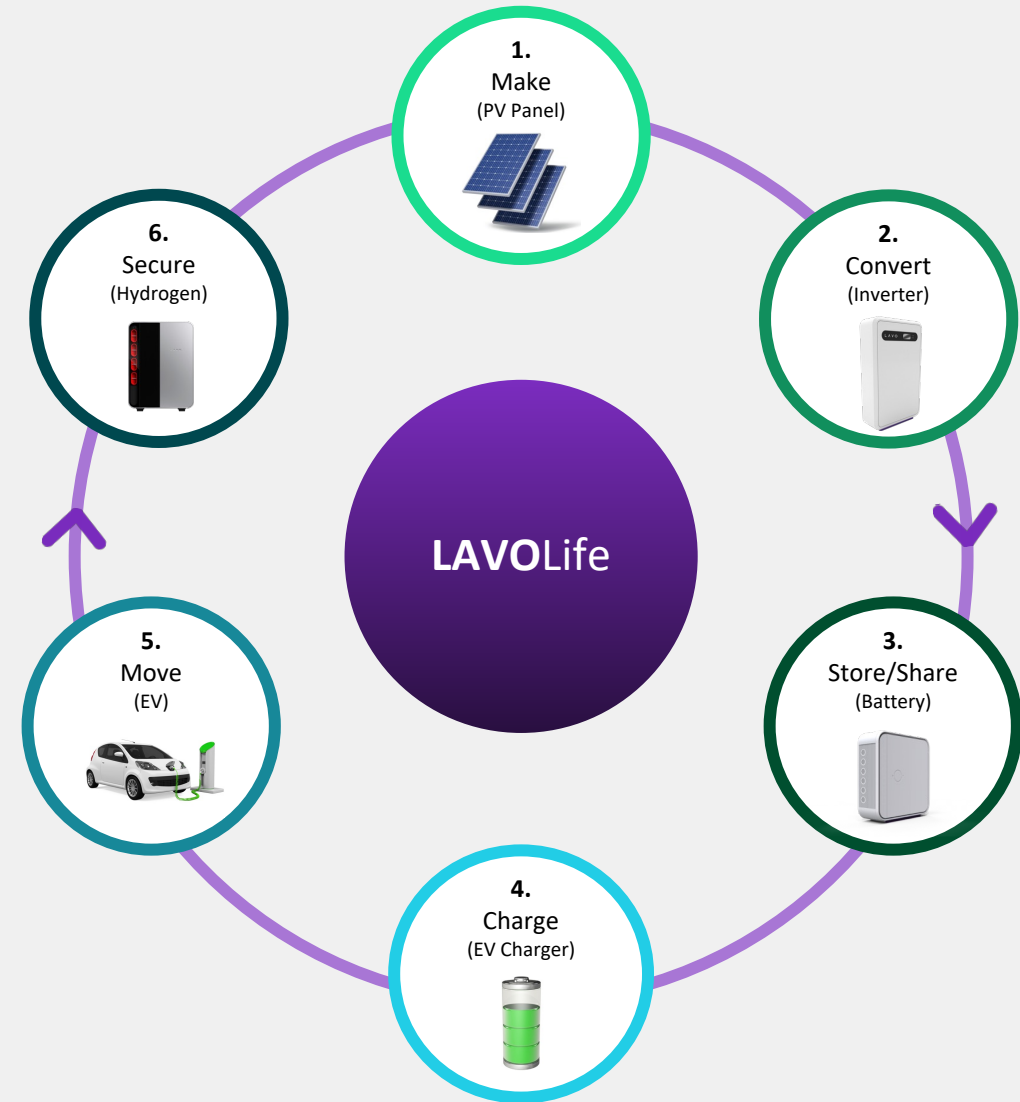 1.
Make
(PV Panel)
2.
Convert
(Inverter)
LAVO
3.
Store/Share
(Battery)
4.
Charge
(EV Charger)
5.
Move
(EV)
6.
Secure
(Hydrogen)
LAVOLife